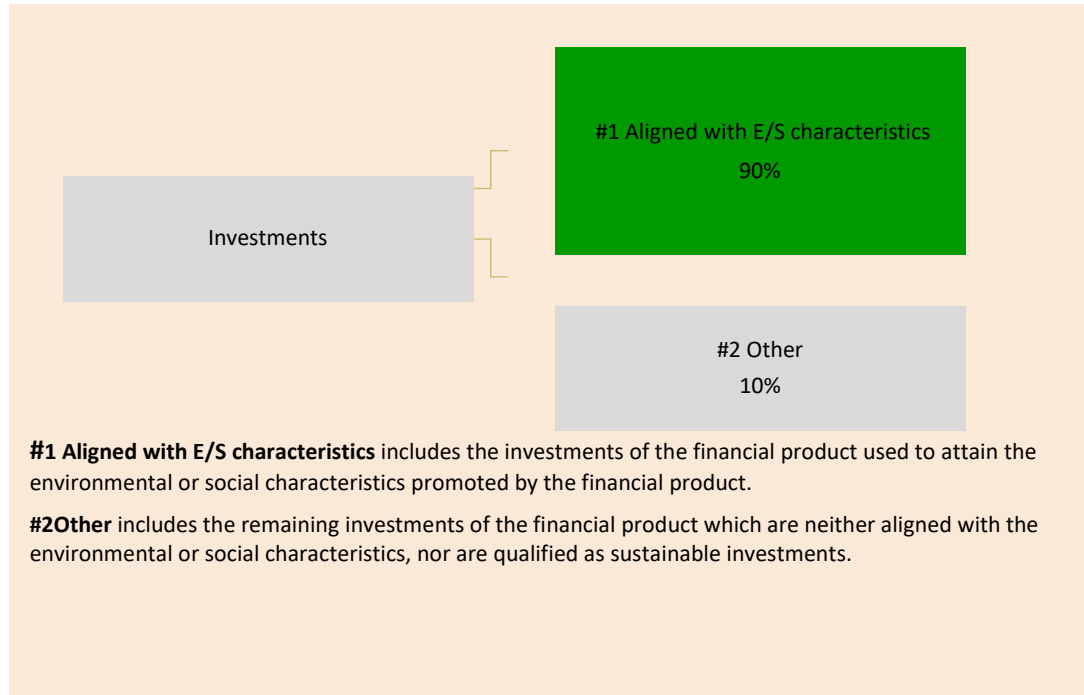 #1 Aligned with E/S characteristics
90%
Investments
#2 Other
10%
#1 Aligned with E/S characteristics includes the investments of the financial product used to attain the
environmental or social characteristics promoted by the financial product.
#2Other includes the remaining investments of the financial product which are neither aligned with the
environmental or social characteristics, nor are qualified as sustainable investments.